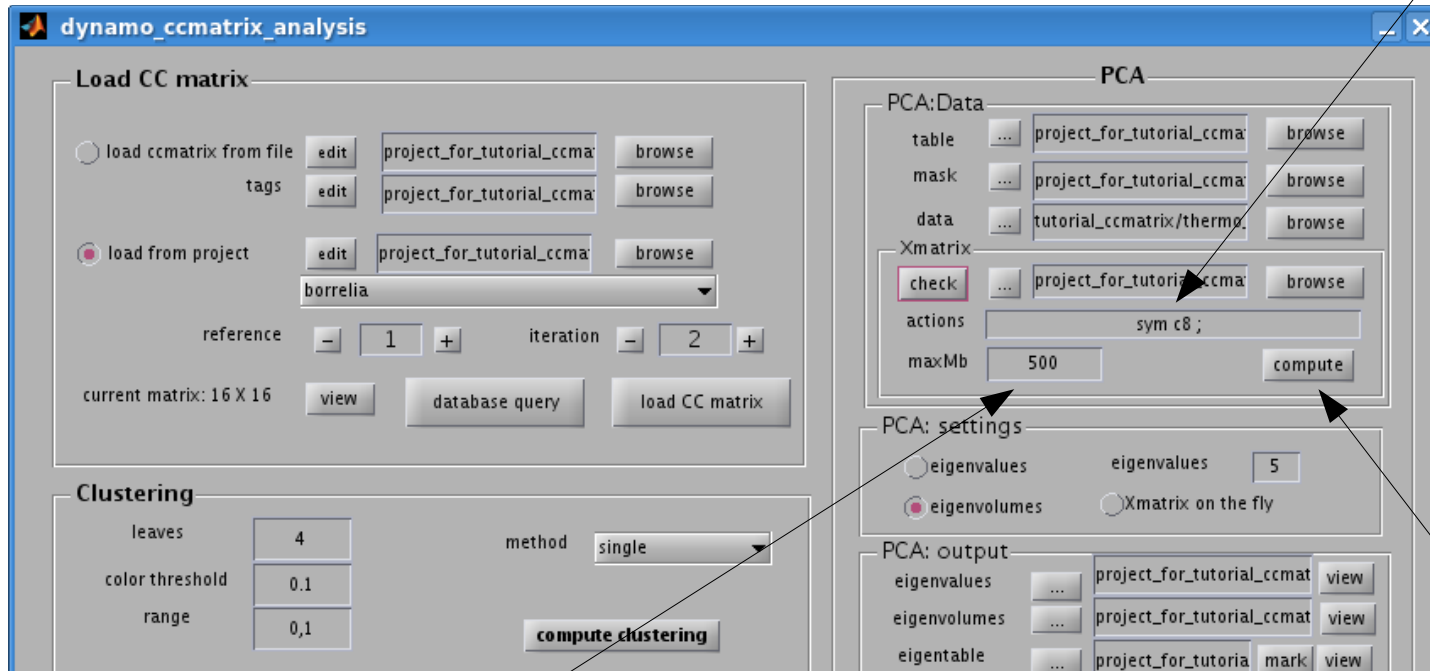 dynamo_ccmatrix_analysis
Load CC matrix
load ccmatrix from file edit project_for_tutorial_ccma browse
tags edit project_for_tutorial_ccma browse
load from project edit project_for_tutorial_ccma browse
borrelia
reference - 1 + iteration - 2 +
current matrix: 16 X 16 view database query load CC matrix
Clustering
leaves 4 method single
color threshold 0.1
range 0,1
compute clustering
PCA
PCA:Data
table ... project_for_tutorial_ccma browse
mask ... project_for_tutorial_ccma browse
data ... tutorial_ccmatrix/thermo_ browse
Xmatrix
check ... project_for_tutorial_ccma browse
actions sym c8 ;
maxMb 500 compute
PCA: settings
eigenvalues eigenvalues 5
eigenvolumes Xmatrix on the fly
PCA: output
eigenvalues ... project_for_tutorial_ccmat view
eigenvolumes ... project_for_tutorial_ccmat view
eigentable ... project_for_tutoria mark view